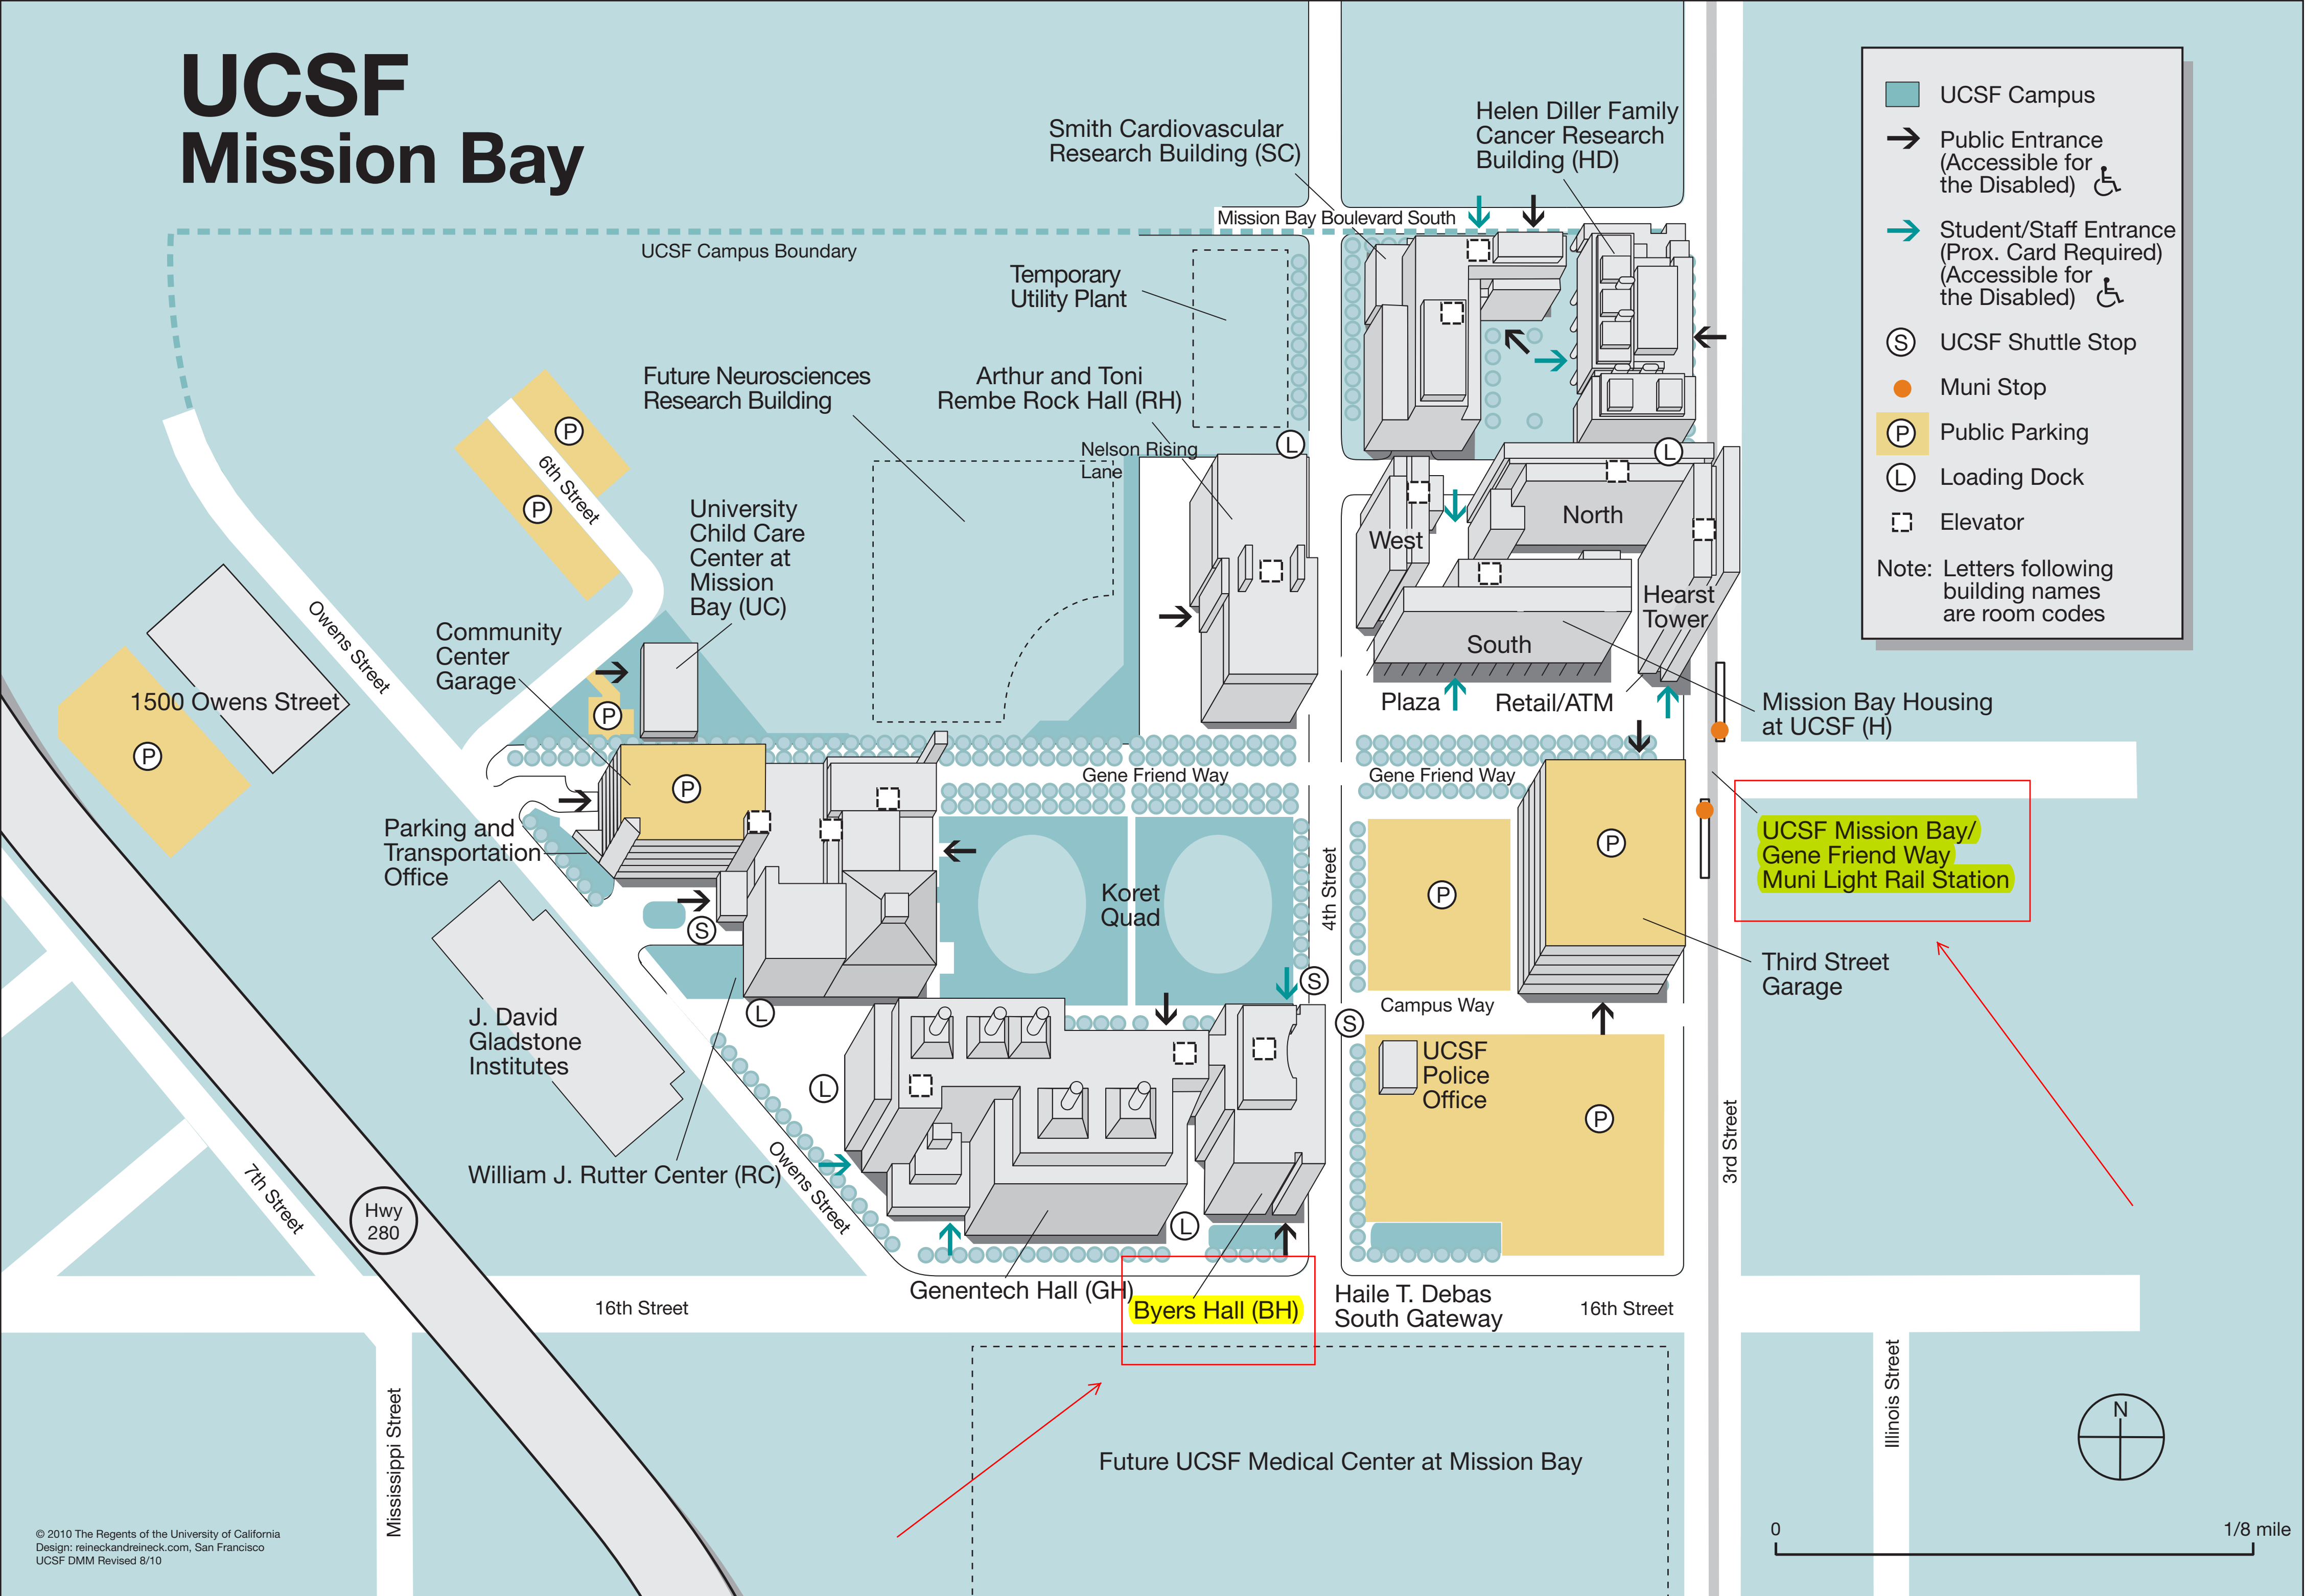 UCSF
Mission Bay
Smith Cardiovascular
Research Building (SC)
Helen Diller Family
Cancer Research
Building (HD)
Mission Bay Boulevard South
UCSF Campus Boundary
Temporary
Utility Plant
Future Neurosciences
Research Building
Arthur and Toni
Rembe Rock Hall (RH)
Nelson Rising
Lane
L
L
P
P
6th Street
University
Child Care
Center at
Mission
Bay (UC)
West
North
South
Hearst
Tower
Community
Center
Garage
Owens Street
1500 Owens Street
P
P
Plaza
Retail/ATM
Mission Bay Housing
at UCSF (H)
P
Gene Friend Way
Gene Friend Way
Parking and
Transportation
Office
UCSF Mission Bay/
Gene Friend Way
Muni Light Rail Station
P
P
4th Street
Koret
Quad
S
S
S
Third Street
Garage
Campus Way
J. David
Gladstone
Institutes
L
L
UCSF
Police
Office
P
3rd Street
William J. Rutter Center (RC)
Owens Street
7th Street
Hwy
280
L
Genentech Hall (GH)
Byers Hall (BH)
Haile T. Debas
South Gateway
16th Street
16th Street
Mississippi Street
Illinois Street
Future UCSF Medical Center at Mission Bay
UCSF Campus
Public Entrance
(Accessible for
the Disabled)
Student/Staff Entrance
(Prox. Card Required)
(Accessible for
the Disabled)
S UCSF Shuttle Stop
Muni Stop
P Public Parking
L Loading Dock
Elevator
Note: Letters following
building names
are room codes
N
0 1/8 mile
© 2010 The Regents of the University of California
Design: reineckandreineck.com, San Francisco
UCSF DMM Revised 8/10